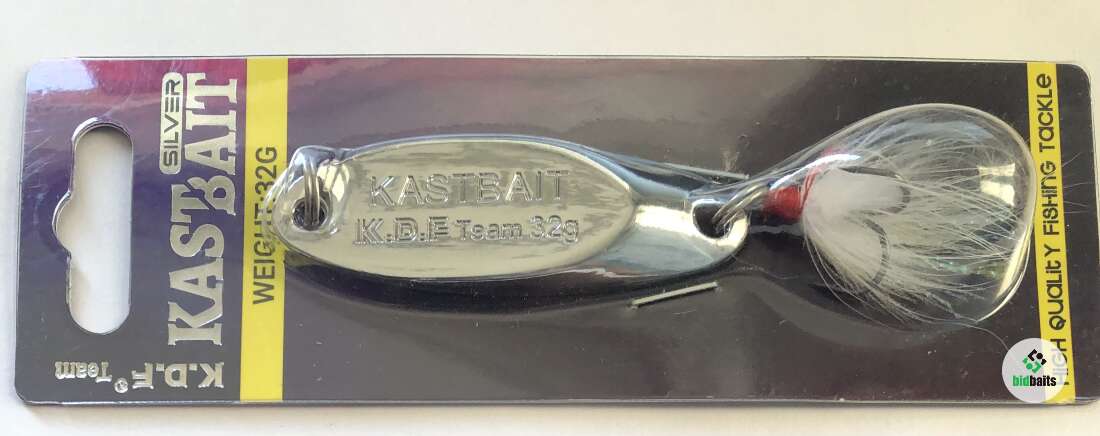 K.D.F.® Team
KASTBAIT
SILVER
WEIGHT:32G
KASTBAIT
K.D.F Team 32g
HIGH QUALITY FISHING TACKLE
bidbaits